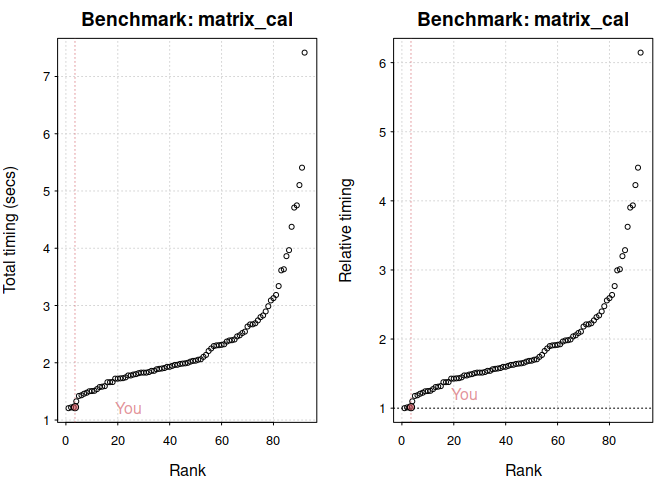 Benchmark: matrix_cal
Total timing (secs)
7
6
5
4
3
2
1
You
0
20
40
60
80
Rank
Benchmark: matrix_cal
Relative timing
6
5
4
3
2
1
You
0
20
40
60
80
Rank